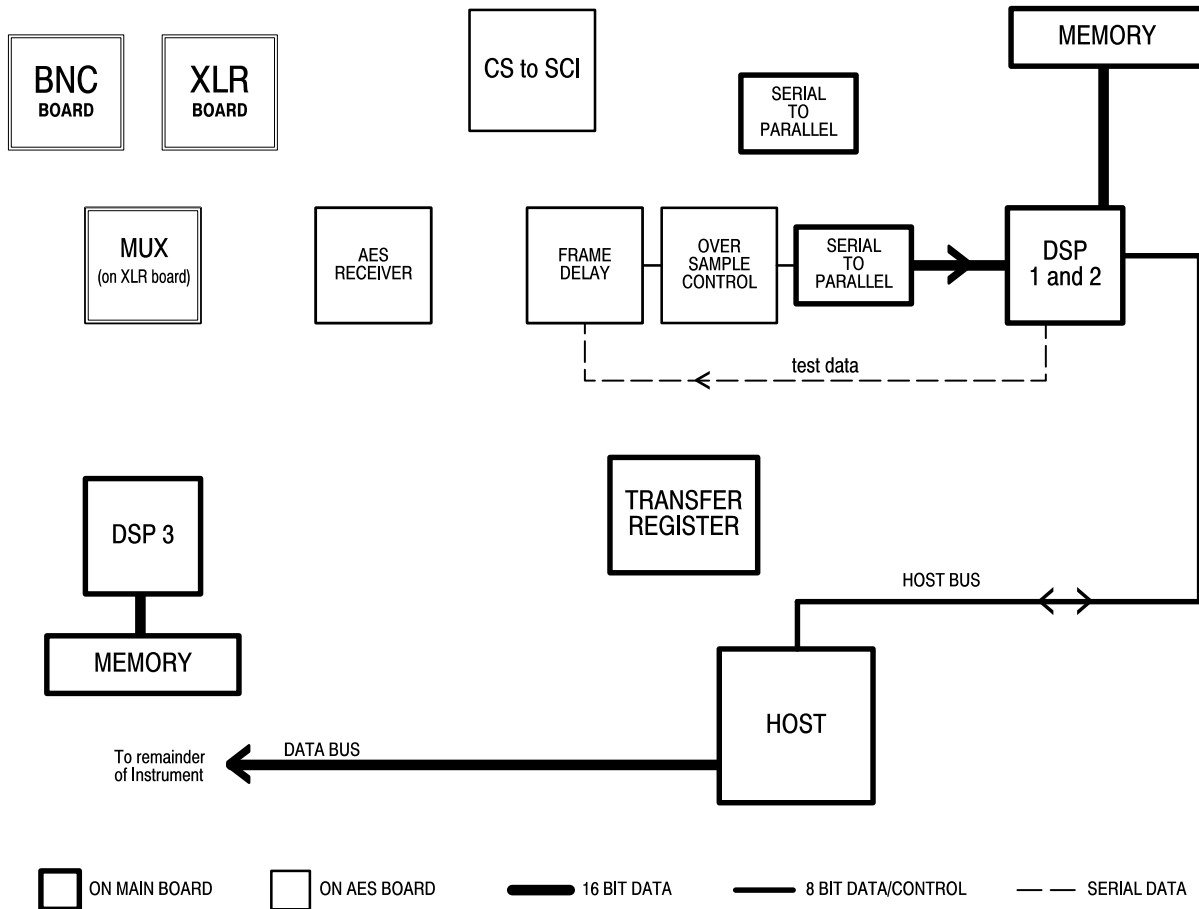 BNC
BOARD
XLR
BOARD
CS to SCI
MEMORY
SERIAL
TO
PARALLEL
MUX
(on XLR board)
AES
RECEIVER
FRAME
DELAY
OVER
SAMPLE
CONTROL
SERIAL
TO
PARALLEL
DSP
1 and 2
test data
DSP 3
TRANSFER
REGISTER
HOST BUS
MEMORY
HOST
To remainder
of Instrument
DATA BUS
ON MAIN BOARD
ON AES BOARD
16 BIT DATA
8 BIT DATA/CONTROL
SERIAL DATA